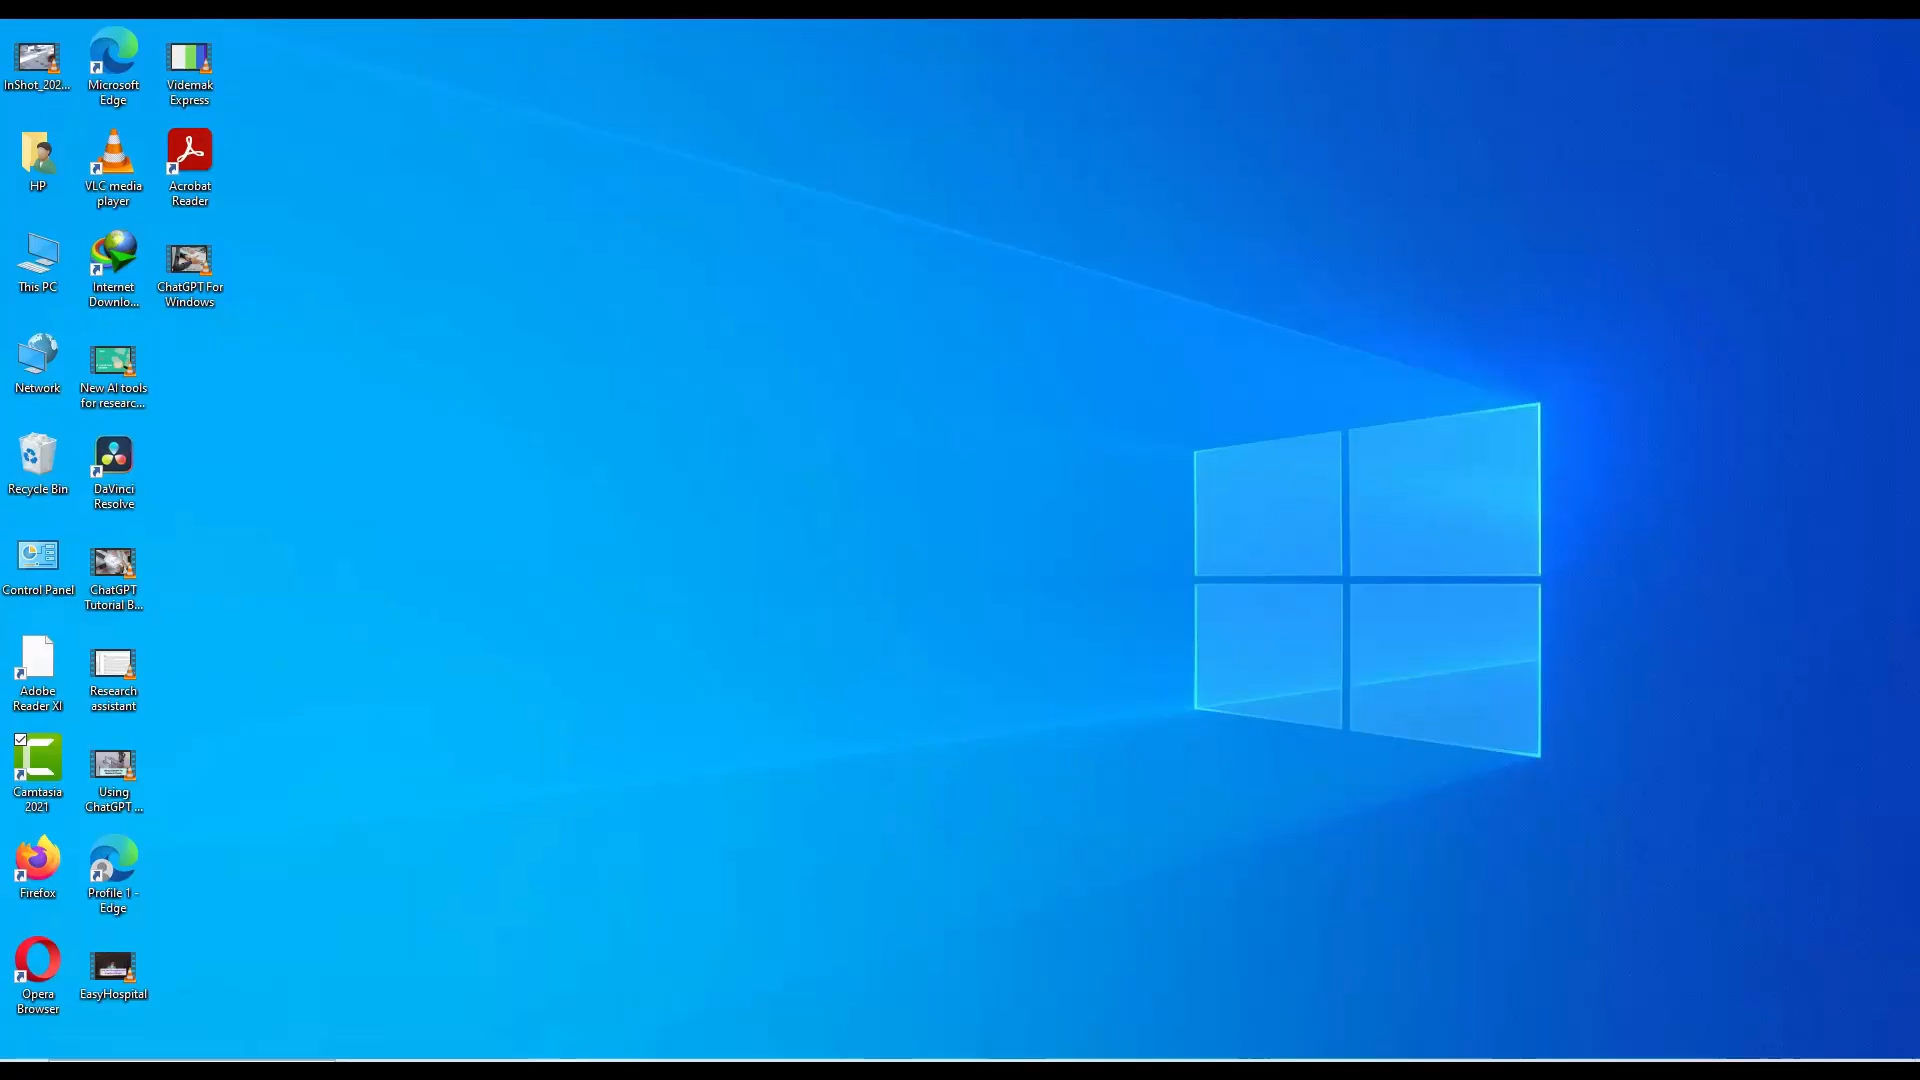 InShot_202...
Microsoft
Edge
Videmak
Express
HP
VLC media
player
Acrobat
Reader
This PC
Internet
Downlo...
ChatGPT For
Windows
Network
New AI tools
for researc...
Recycle Bin
DaVinci
Resolve
Control Panel
ChatGPT
Tutorial B...
Adobe
Reader XI
Research
assistant
Camtasia
2021
Using
ChatGPT ...
Firefox
Profile 1 -
Edge
Opera
Browser
EasyHospital